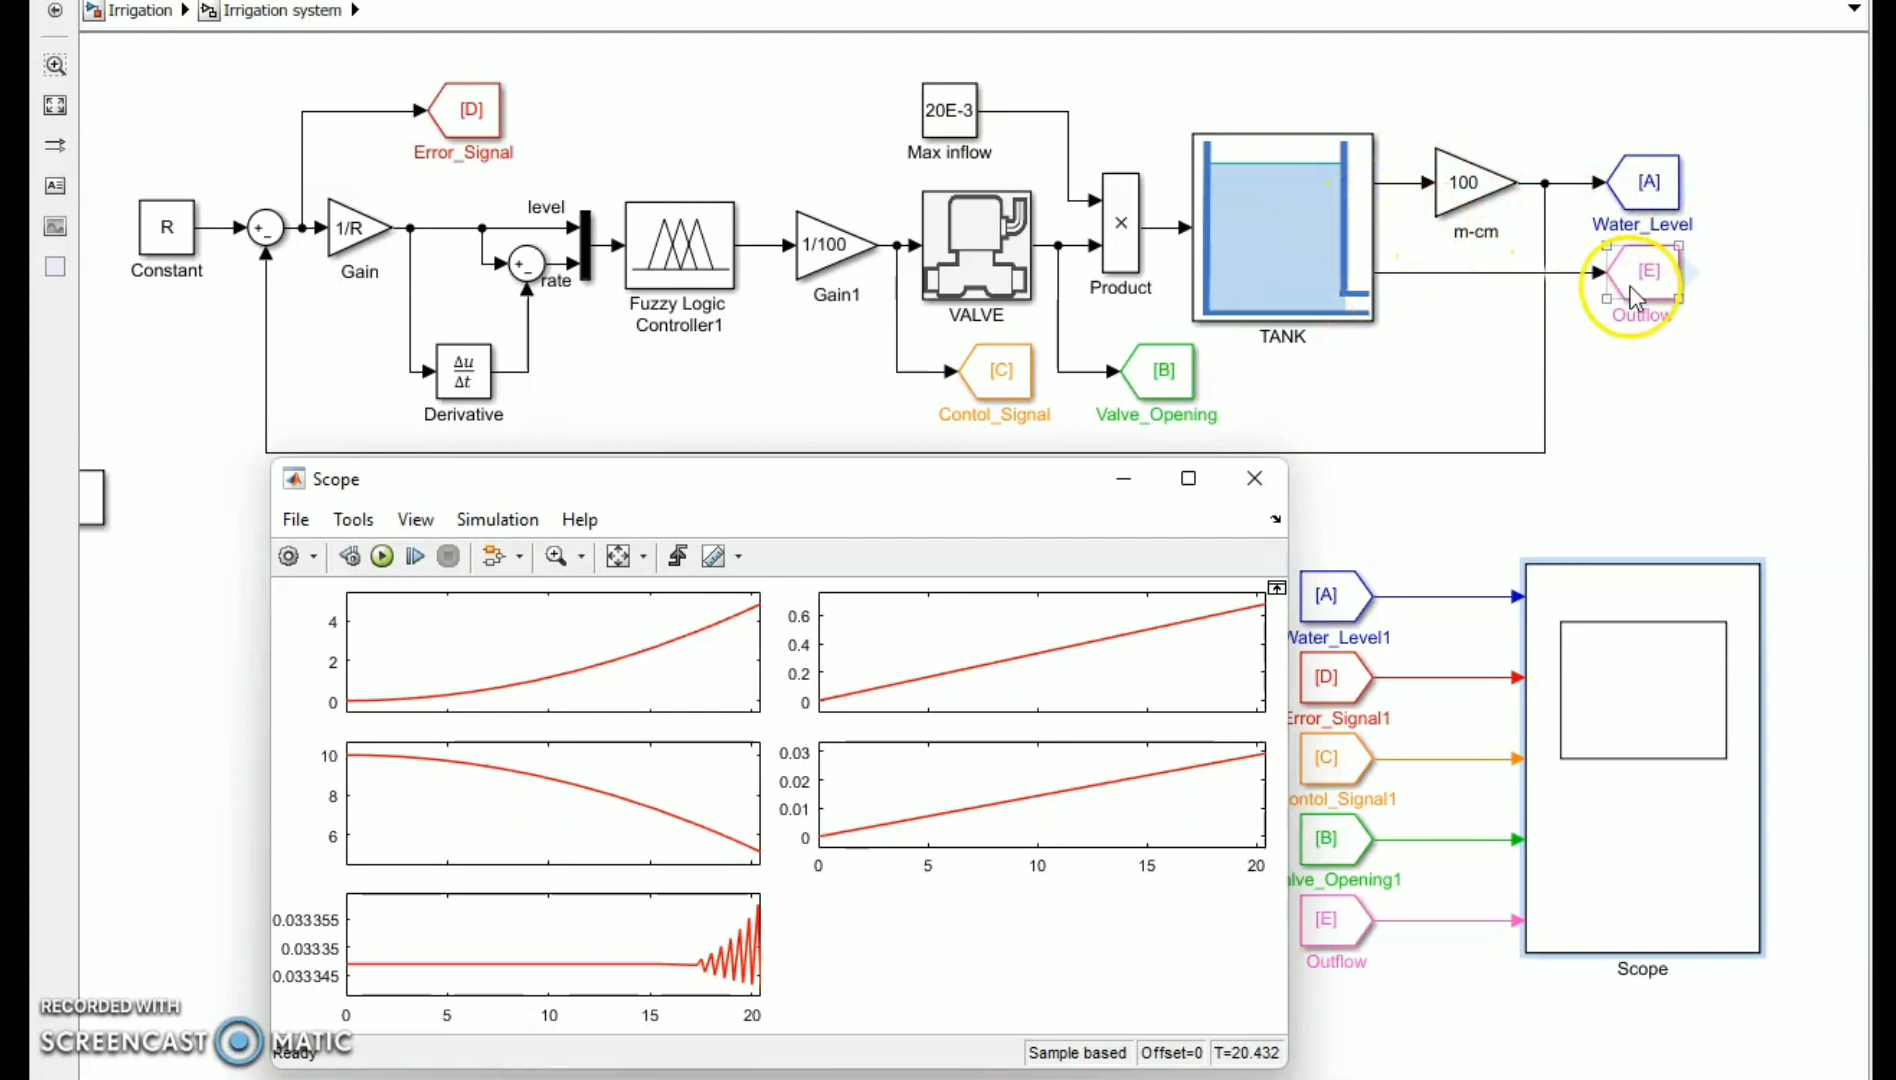 Irrigation
Irrigation system
[D]
Error_Signal
20E-3
Max inflow
R
Constant
+
_
1/R
Gain
level
+
_
rate
Δu
Δt
Derivative
Fuzzy Logic
Controller1
1/100
Gain1
VALVE
×
Product
TANK
100
m-cm
[A]
Water_Level
[E]
Outflow
[C]
Contol_Signal
[B]
Valve_Opening
Scope
File Tools View Simulation Help
4
2
0
0.6
0.4
0.2
0
10
8
6
0.03
0.02
0.01
0
0 5 10 15 20
0.033355
0.03335
0.033345
0 5 10 15 20
Ready
Sample based Offset=0 T=20.432
[A]
Water_Level1
[D]
Error_Signal1
[C]
ontol_Signal1
[B]
alve_Opening1
[E]
Outflow
Scope
RECORDED WITH
SCREENCAST MATIC